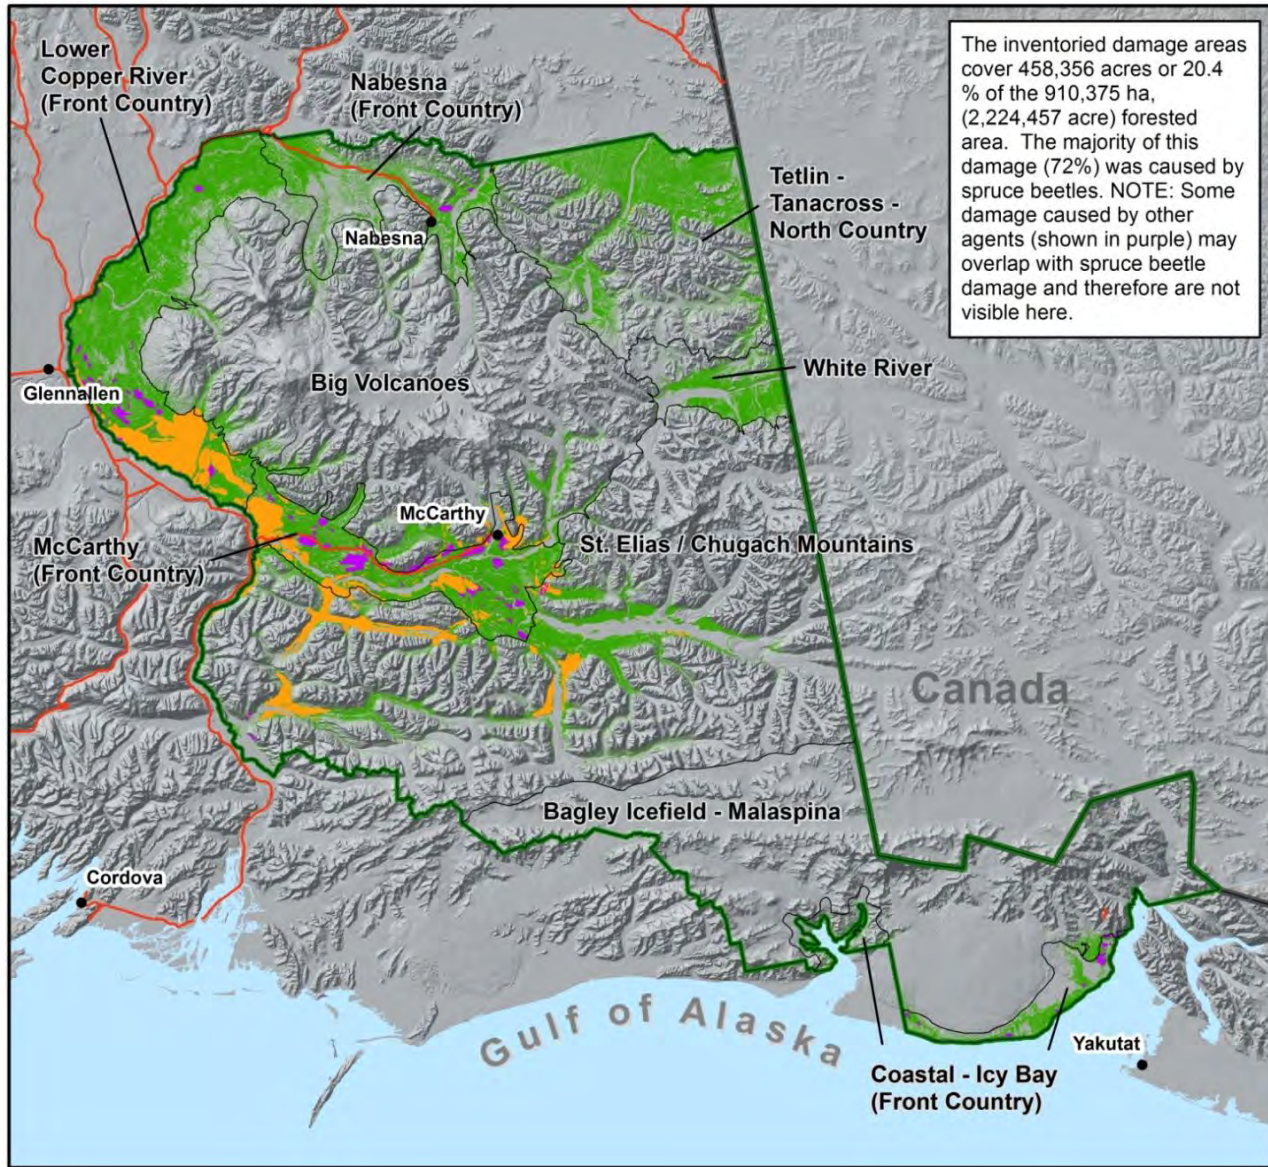 The inventoried damage areas
cover 458,356 acres or 20.4
% of the 910,375 ha,
(2,224,457 acre) forested
area.  The majority of this
damage (72%) was caused by
spruce beetles. NOTE: Some
damage caused by other
agents (shown in purple) may
overlap with spruce beetle
damage and therefore are not
visible here.
Lower
Copper River
(Front Country)
Nabesna
(Front Country)
Tetlin -
Tanacross -
North Country
Nabesna
White River
Glennallen
Big Volcanoes
McCarthy
St. Elias / Chugach Mountains
McCarthy
(Front Country)
Canada
Bagley Icefield - Malaspina
Cordova
Gulf of Alaska
Yakutat
Coastal - Icy Bay
(Front Country)